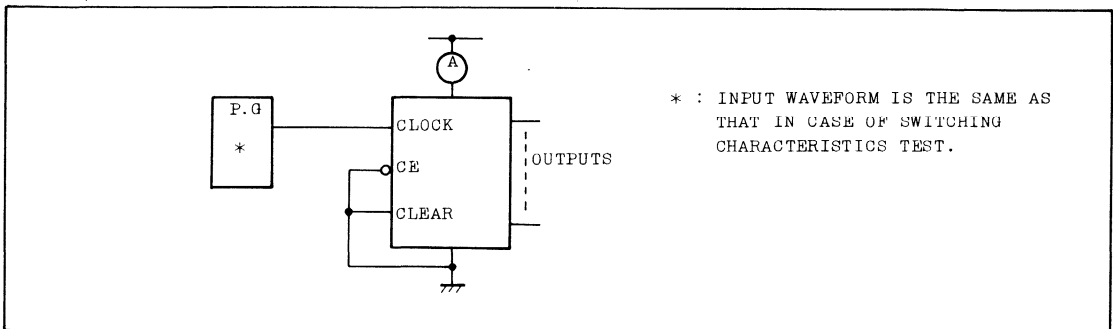 A
P.G
*
CLOCK
CE
CLEAR
OUTPUTS
* : INPUT WAVEFORM IS THE SAME AS
THAT IN CASE OF SWITCHING
CHARACTERISTICS TEST.